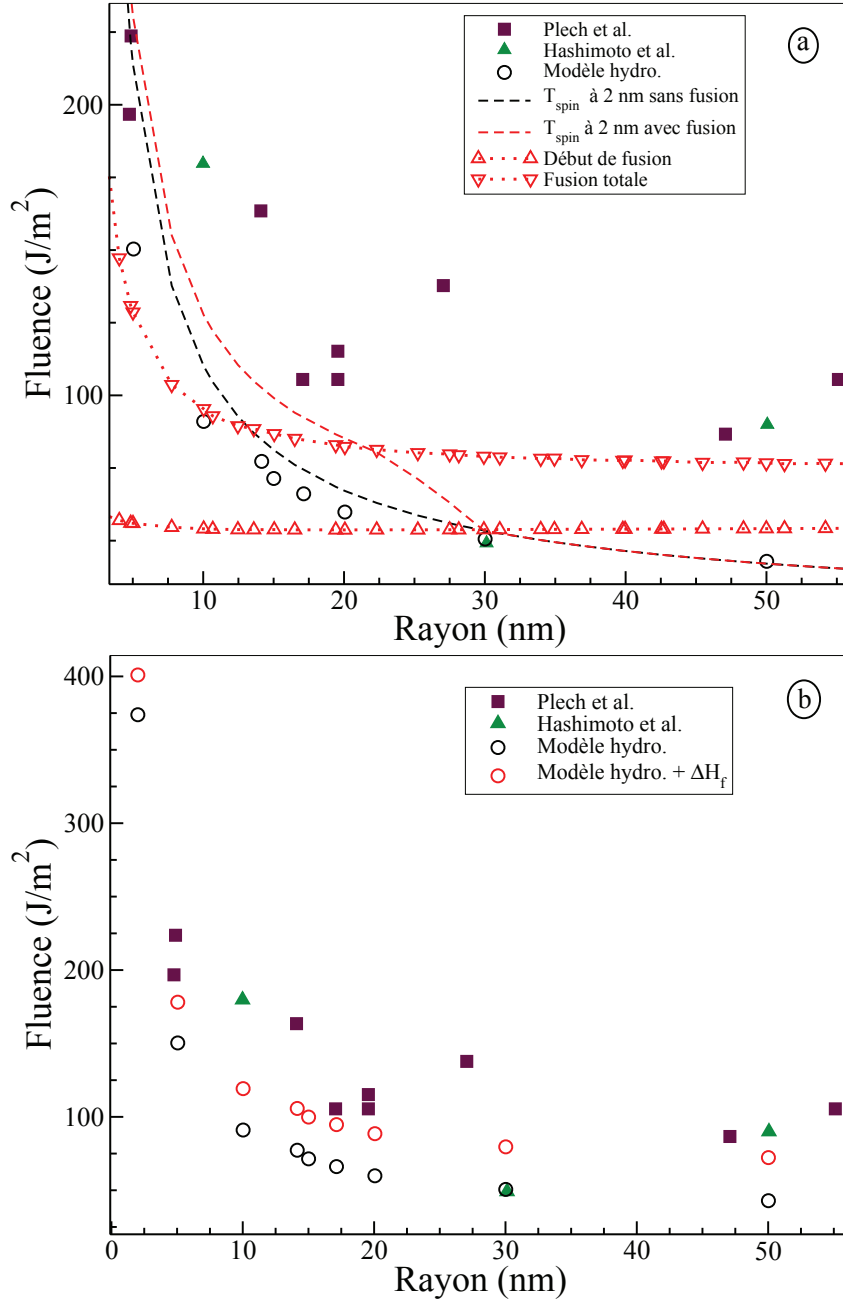 Plech et al.
Hashimoto et al.
Modèle hydro.
T_spin à 2 nm sans fusion
T_spin à 2 nm avec fusion
Début de fusion
Fusion totale
a
200
100
Fluence (J/m²)
10
20
30
40
50
Rayon (nm)
Plech et al.
Hashimoto et al.
Modèle hydro.
Modèle hydro. + ΔH_f
b
400
300
200
100
Fluence (J/m²)
0
10
20
30
40
50
Rayon (nm)